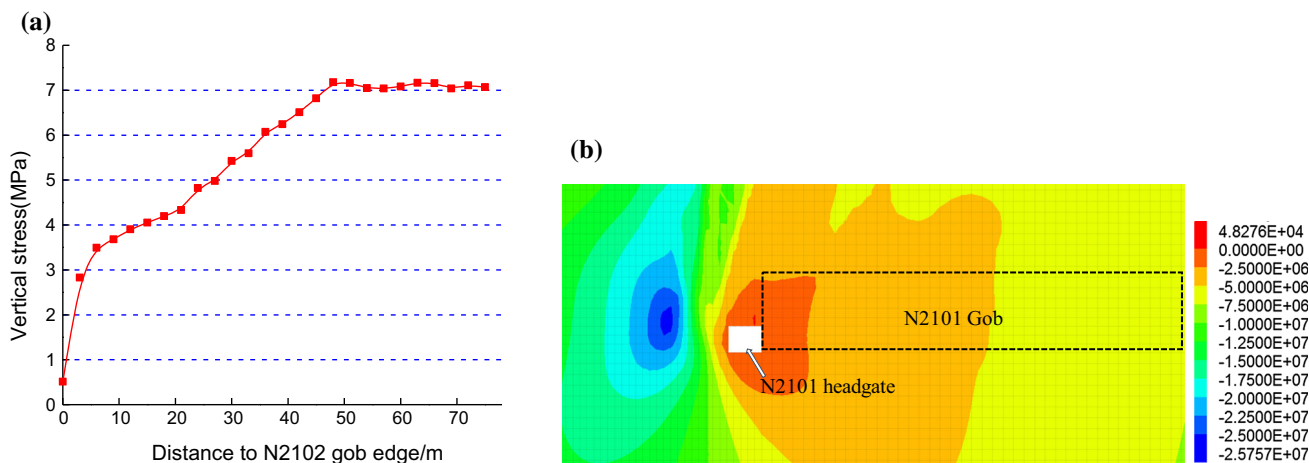 (a)
8
7
6
5
4
3
2
1
0
Vertical stress(MPa)
0 10 20 30 40 50 60 70
Distance to N2102 gob edge/m
(b)
N2101 Gob
N2101 headgate
4.8276E+04
0.0000E+00
-2.5000E+06
-5.0000E+06
-7.5000E+06
-1.0000E+07
-1.2500E+07
-1.5000E+07
-1.7500E+07
-2.0000E+07
-2.2500E+07
-2.5000E+07
-2.5757E+07